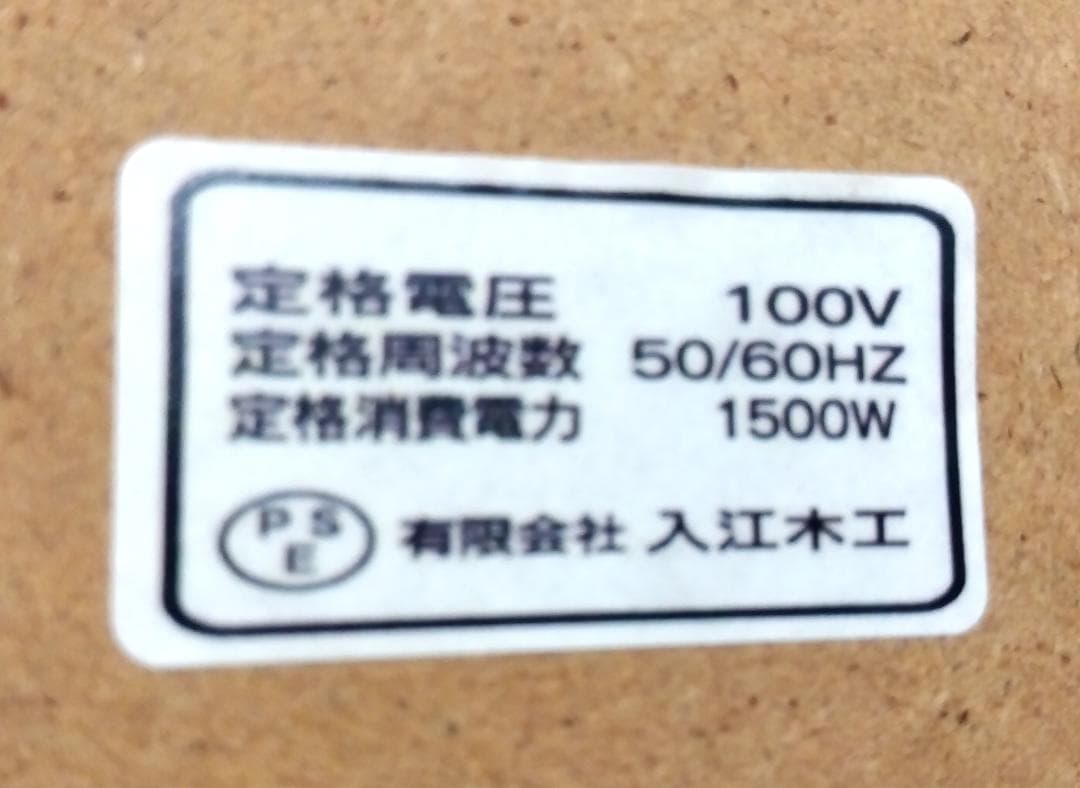 定格電圧 100V
定格周波数 50/60HZ
定格消費電力 1500W
PSE 有限会社 入江木工